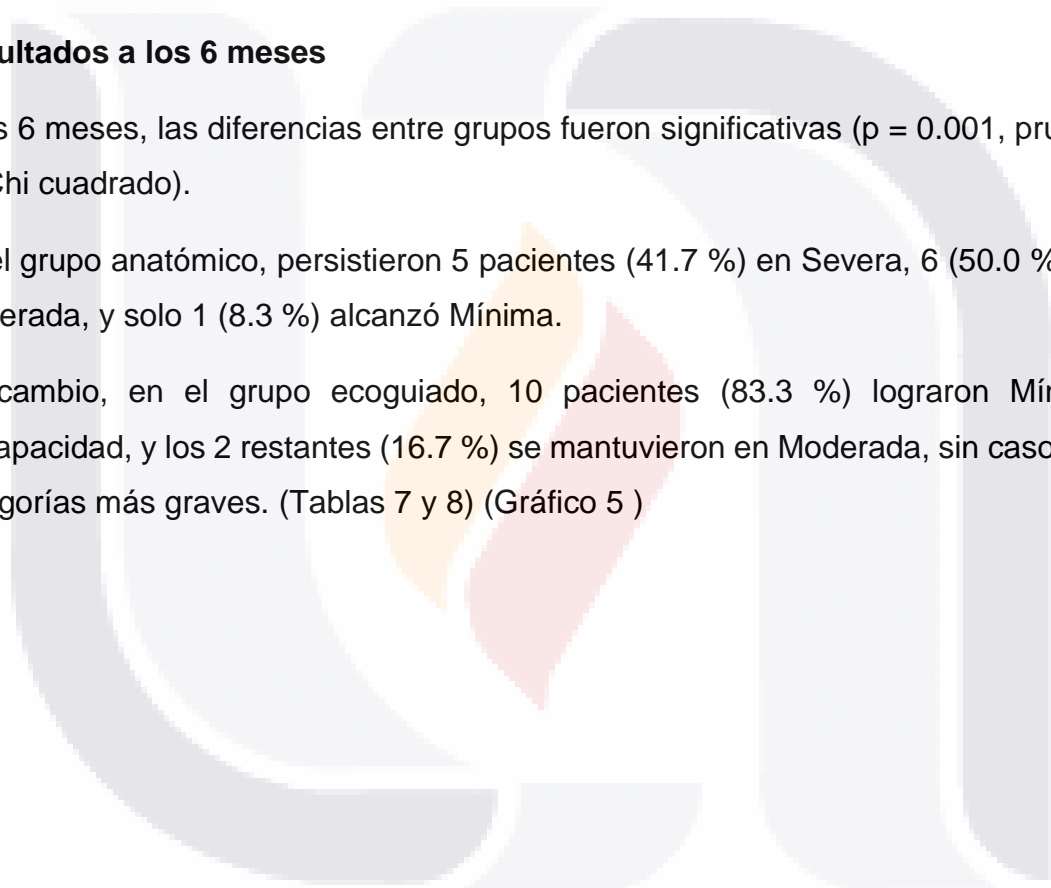 ultados a los 6 meses
s 6 meses, las diferencias entre grupos fueron significativas (p = 0.001, pru
Chi cuadrado).
el grupo anatómico, persistieron 5 pacientes (41.7 %) en Severa, 6 (50.0 %
erada, y solo 1 (8.3 %) alcanzó Mínima.
cambio, en el grupo ecoguiado, 10 pacientes (83.3 %) lograron Mín
apacidad, y los 2 restantes (16.7 %) se mantuvieron en Moderada, sin caso
gorías más graves. (Tablas 7 y 8) (Gráfico 5 )